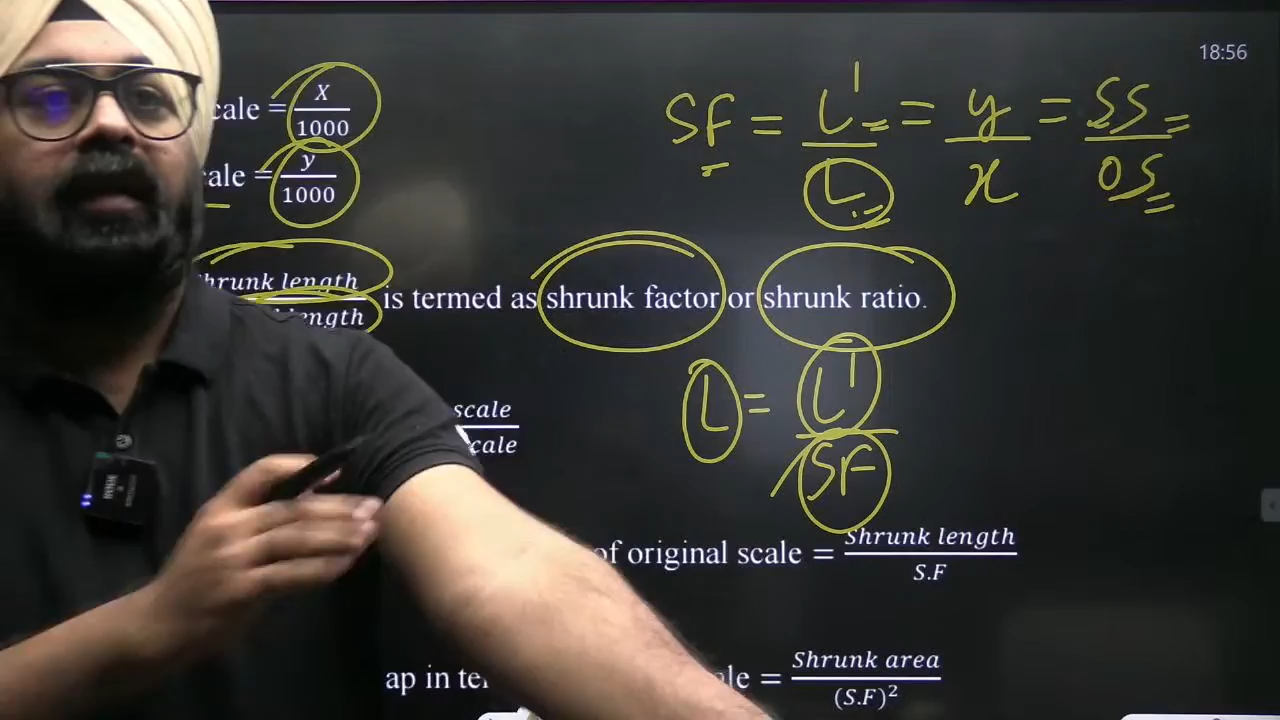 18:56
cale = X/1000
SF = L'/L = y/x = SS/OS
cale = y/1000
hrunk length / length is termed as shrunk factor or shrunk ratio.
L = L'/SF
scale / cale
of original scale = Shrunk length / S.F
ap in te le = Shrunk area / (S.F)²